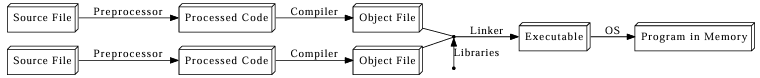 Source File Preprocessor Processed Code Compiler Object File
Linker Executable OS Program in Memory
Source File Preprocessor Processed Code Compiler Object File
Libraries